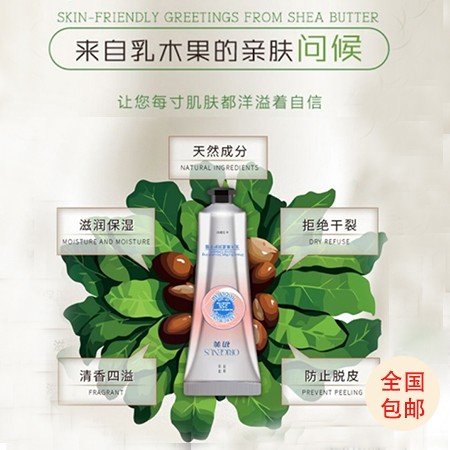 SKIN-FRIENDLY GREETINGS FROM SHEA BUTTER
来自乳木果的亲肤问候
让您每寸肌肤都洋溢着自信
天然成分
NATURAL INGREDIENTS
滋润保湿
MOISTURE AND MOISTURE
拒绝干裂
DRY REFUSE
清香四溢
FRAGRANT
防止脱皮
PREVENT PEELING
全国
包邮